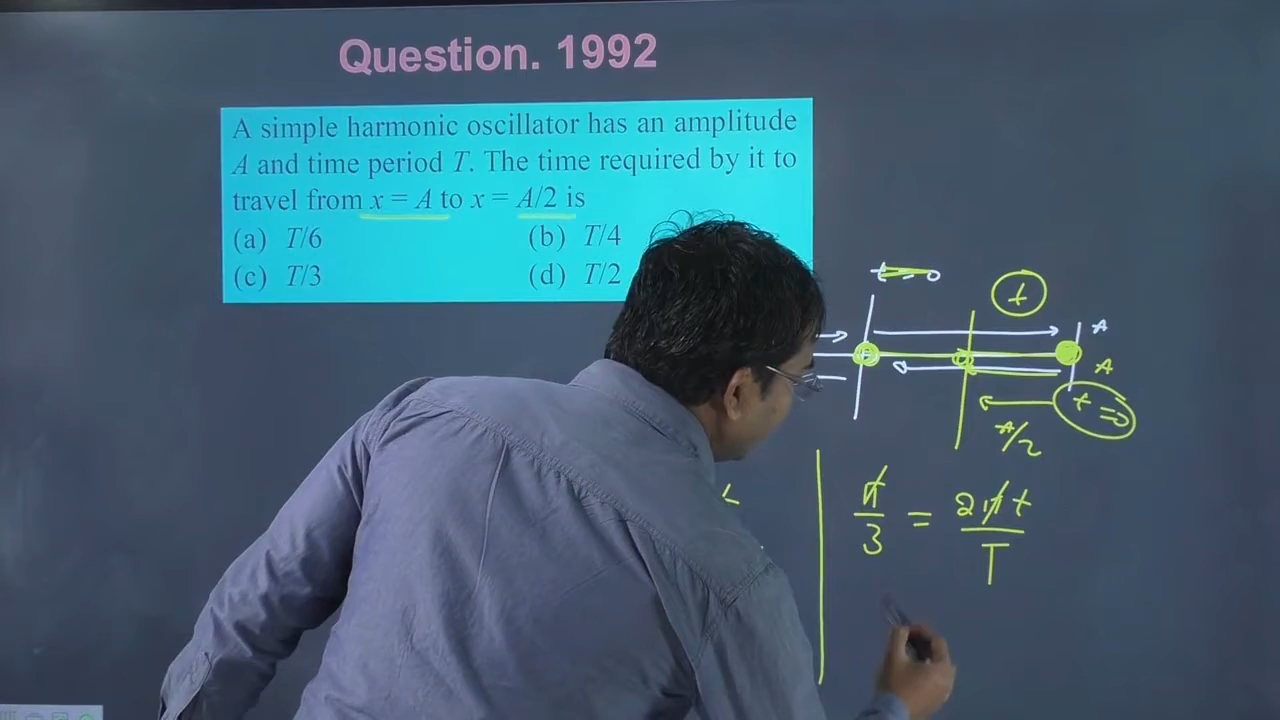 Question. 1992
A simple harmonic oscillator has an amplitude
A and time period T. The time required by it to
travel from x = A to x = A/2 is
(a) T/6
(b) T/4
(c) T/3
(d) T/2
t
A
A
t = 0
A/2
π/3 = 2πt/T